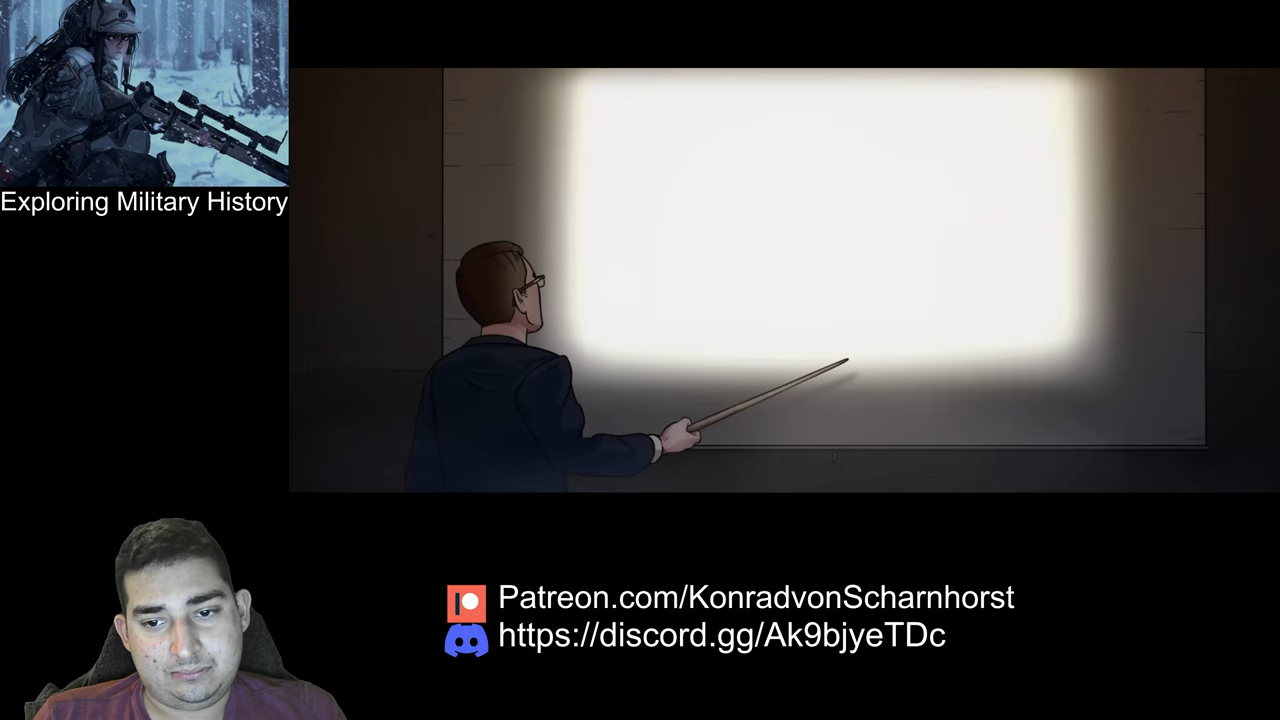 Exploring Military History
Patreon.com/KonradvonScharnhorst
https://discord.gg/Ak9bjyeTDc